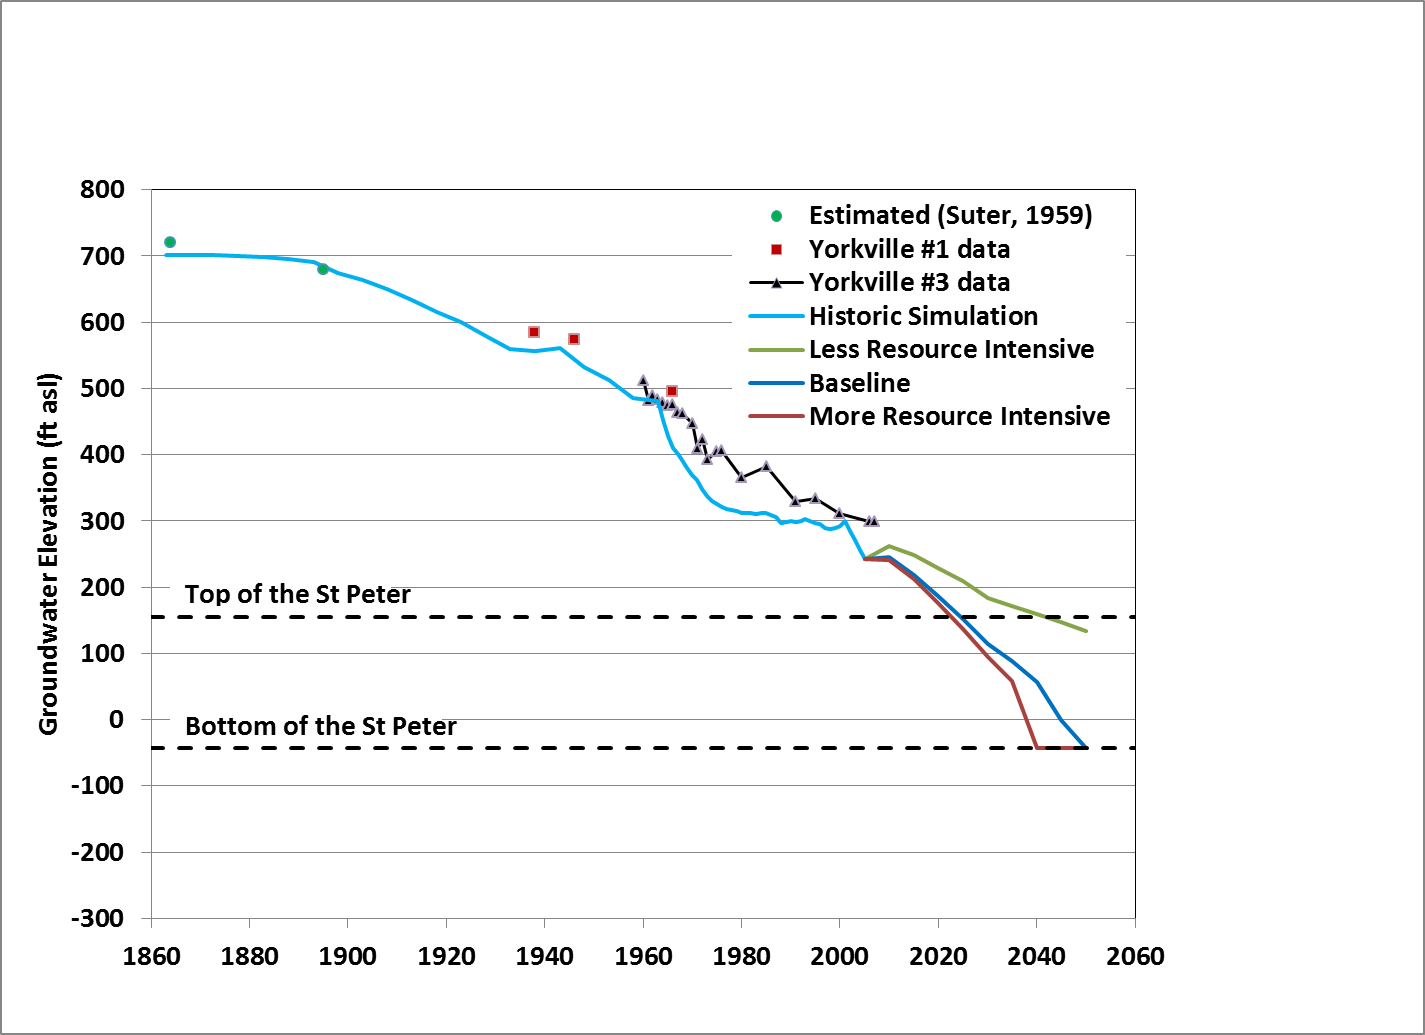 800
700
600
500
400
300
200
100
0
-100
-200
-300
Groundwater Elevation (ft asl)
Estimated (Suter, 1959)
Yorkville #1 data
Yorkville #3 data
Historic Simulation
Less Resource Intensive
Baseline
More Resource Intensive
Top of the St Peter
Bottom of the St Peter
1860 1880 1900 1920 1940 1960 1980 2000 2020 2040 2060